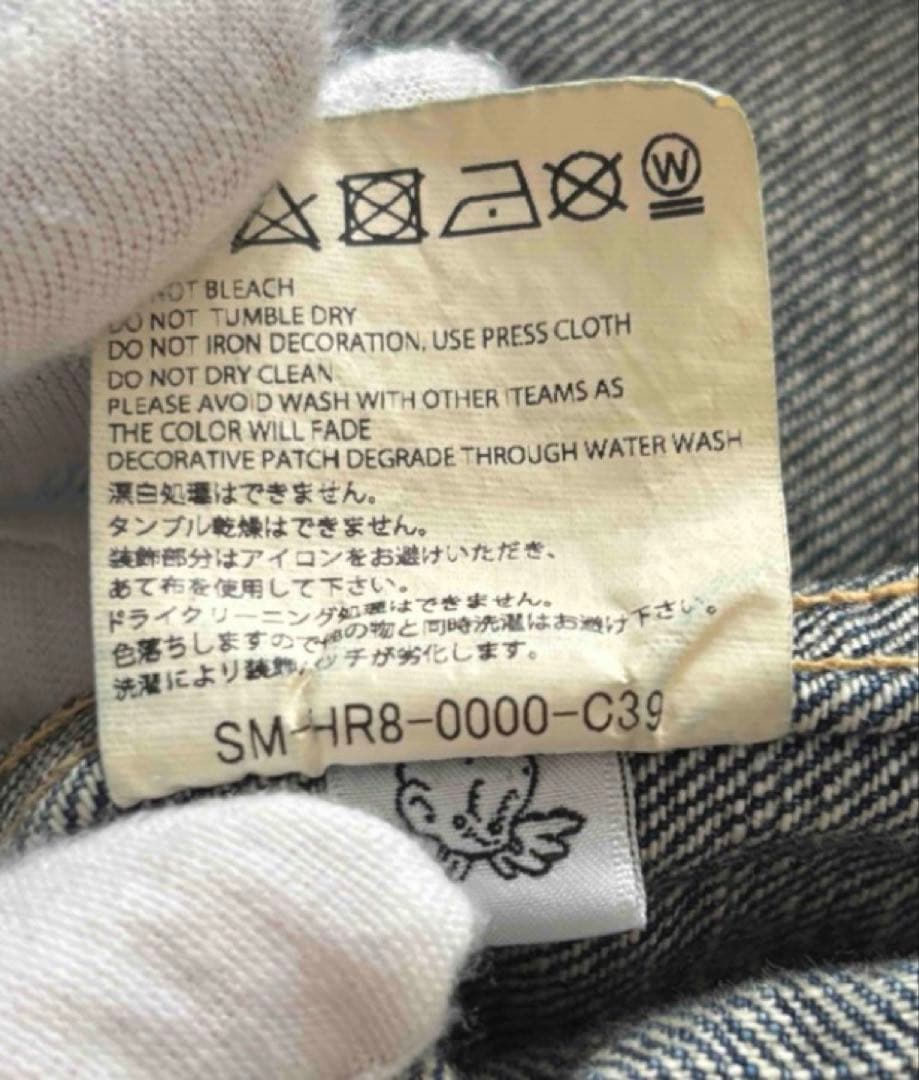 W
NOT BLEACH
DO NOT TUMBLE DRY
DO NOT IRON DECORATION, USE PRESS CLOTH
DO NOT DRY CLEAN
PLEASE AVOID WASH WITH OTHER ITEAMS AS
THE COLOR WILL FADE
DECORATIVE PATCH DEGRADE THROUGH WATER WASH
漂白処理はできません。
タンブル乾燥はできません。
装飾部分はアイロンをお避けいただき、
あて布を使用して下さい。
ドライクリーニング処理はできません。
色落ちしますので他の物と同時洗濯はお避け下さい。
洗濯により装飾パッチが劣化します。
SM-HR8-0000-C39